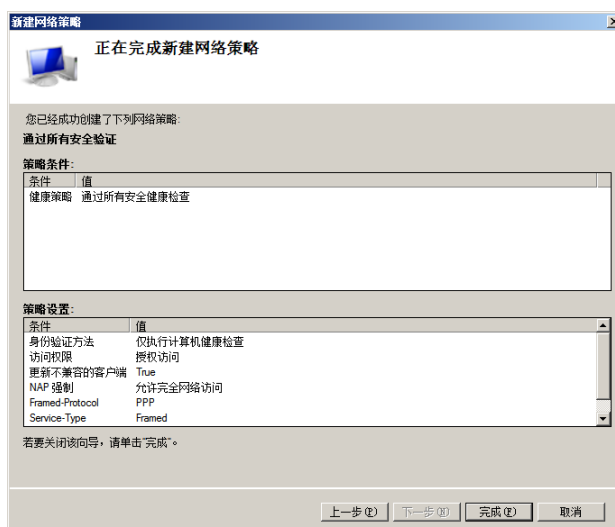 新建网络策略
正在完成新建网络策略
您已经成功创建了下列网络策略:
通过所有安全验证
策略条件:
条件 值
健康策略 通过所有安全健康检查
策略设置:
条件 值
身份验证方法 仅执行计算机健康检查
访问权限 授权访问
更新不兼容的客户端 True
NAP 强制 允许完全网络访问
Framed-Protocol PPP
Service-Type Framed
若要关闭该向导，请单击“完成”。
上一步(P) 下一步(N) 完成(F) 取消